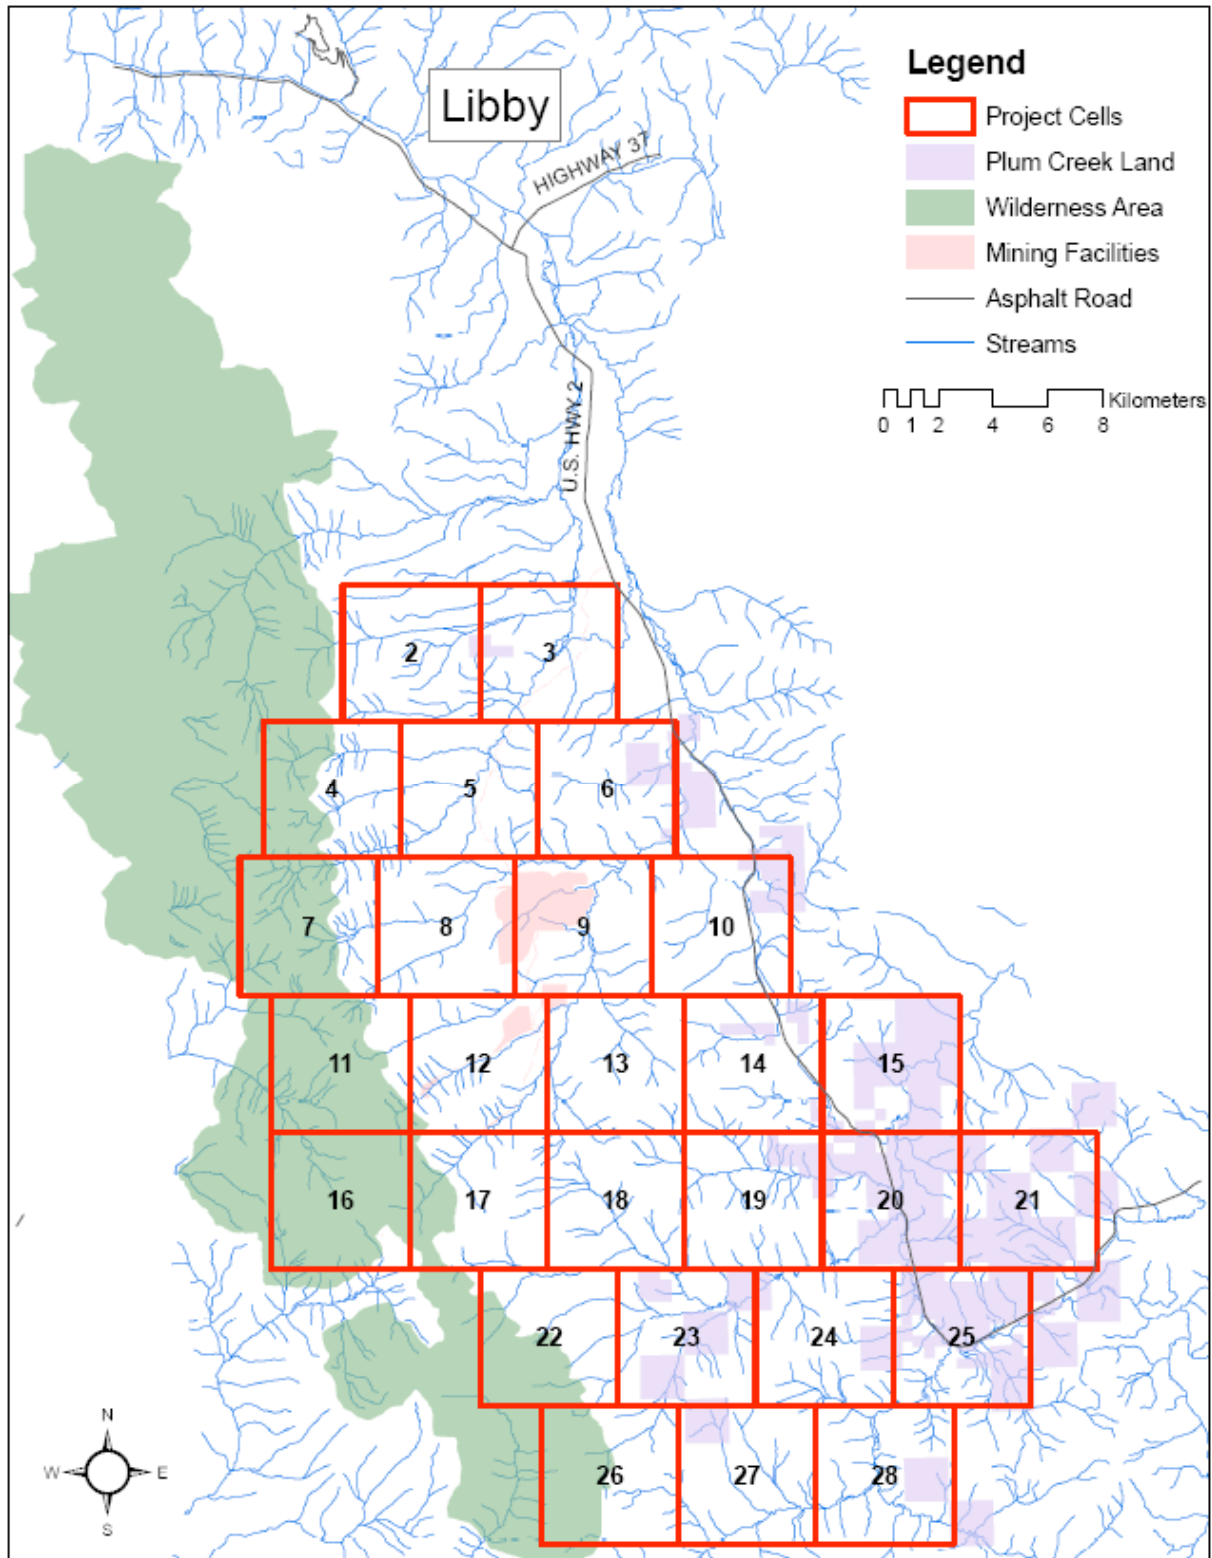 Libby
HIGHWAY 37
U.S. HWY 2
Legend
Project Cells
Plum Creek Land
Wilderness Area
Mining Facilities
Asphalt Road
Streams
Kilometers
0 1 2 4 6 8
2 3
4 5 6
7 8 9 10
11 12 13 14 15
16 17 18 19 20 21
22 23 24 25
26 27 28
N
W E
S